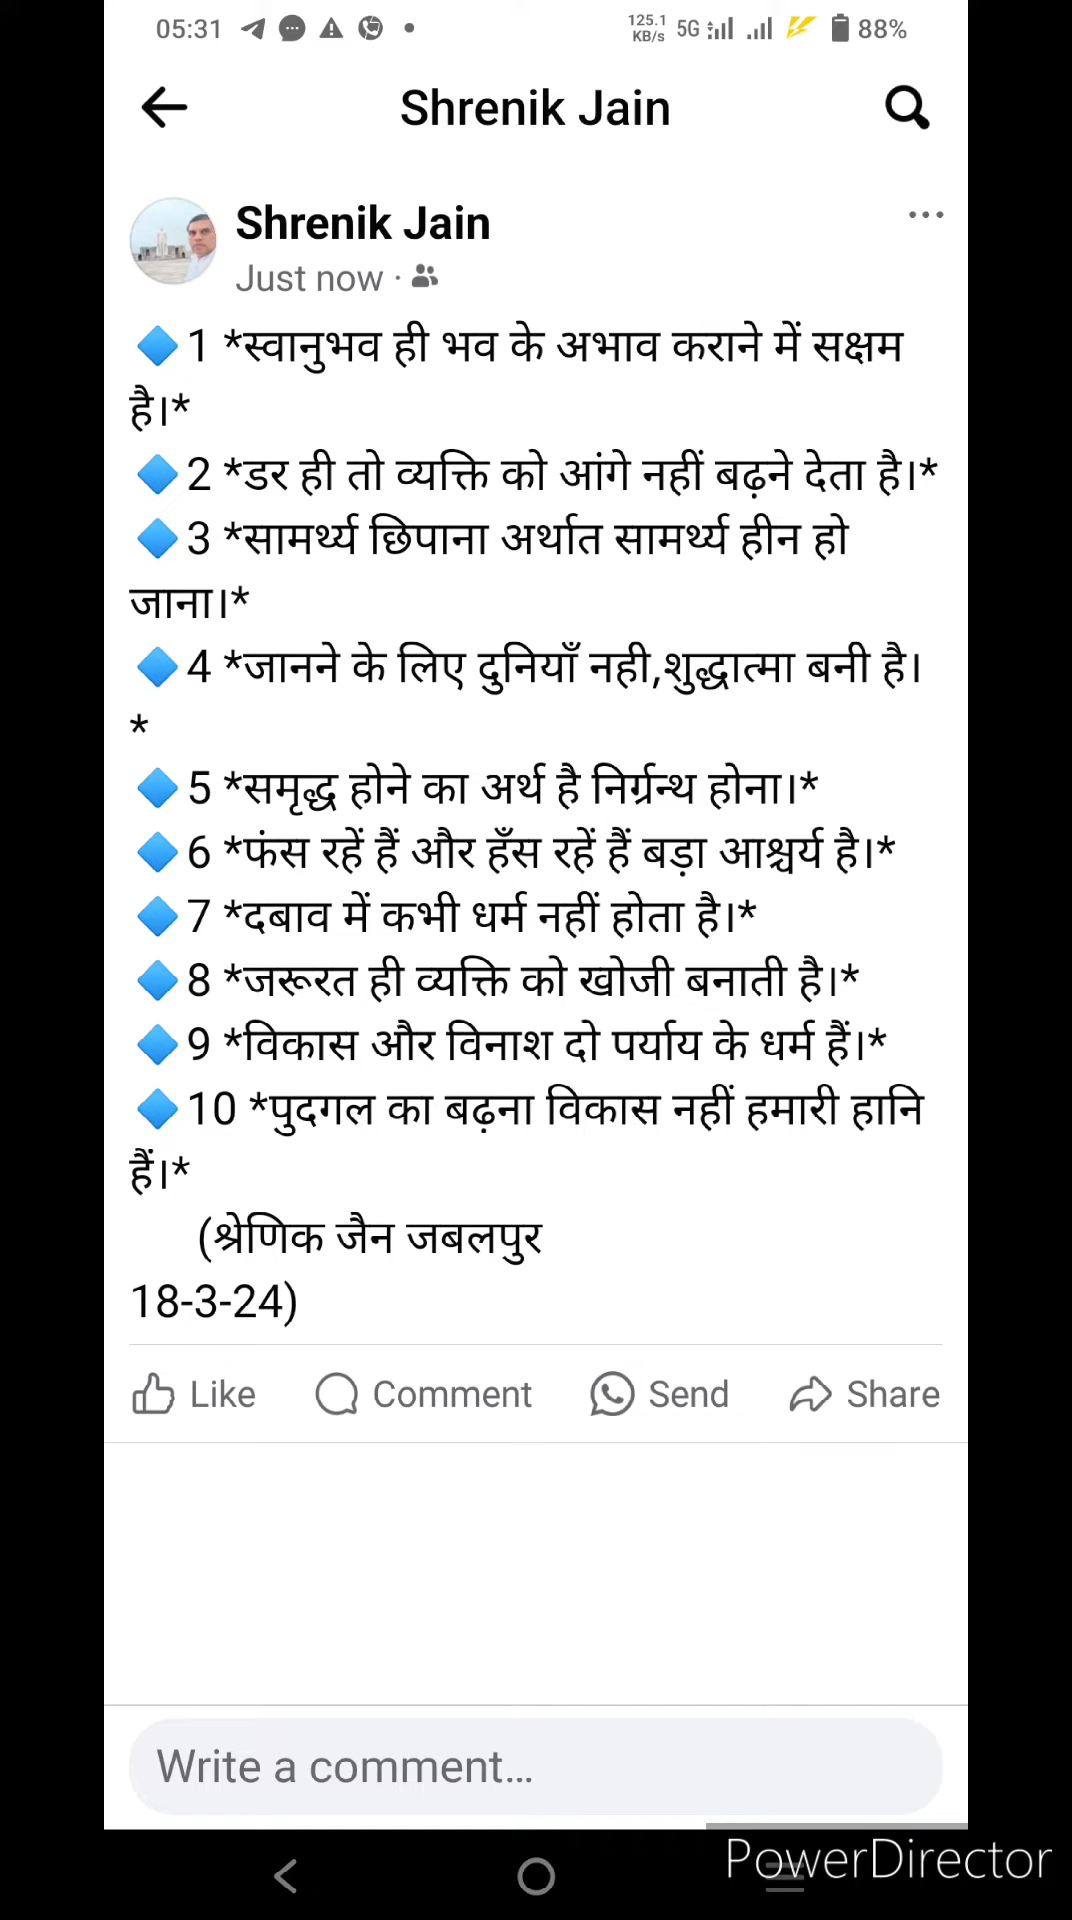 05:31
125.1 KB/s 5G 88%
Shrenik Jain
Shrenik Jain
Just now ·
🔷1 *स्वानुभव ही भव के अभाव कराने में सक्षम
है।*
🔷2 *डर ही तो व्यक्ति को आंगे नहीं बढ़ने देता है।*
🔷3 *सामर्थ्य छिपाना अर्थात सामर्थ्य हीन हो
जाना।*
🔷4 *जानने के लिए दुनियाँ नही,शुद्धात्मा बनी है।
*
🔷5 *समृद्ध होने का अर्थ है निर्ग्रन्थ होना।*
🔷6 *फंस रहें हैं और हँस रहें हैं बड़ा आश्चर्य है।*
🔷7 *दबाव में कभी धर्म नहीं होता है।*
🔷8 *जरूरत ही व्यक्ति को खोजी बनाती है।*
🔷9 *विकास और विनाश दो पर्याय के धर्म हैं।*
🔷10 *पुदगल का बढ़ना विकास नहीं हमारी हानि
हैं।*
(श्रेणिक जैन जबलपुर
18-3-24)
Like Comment Send Share
Write a comment...
PowerDirector